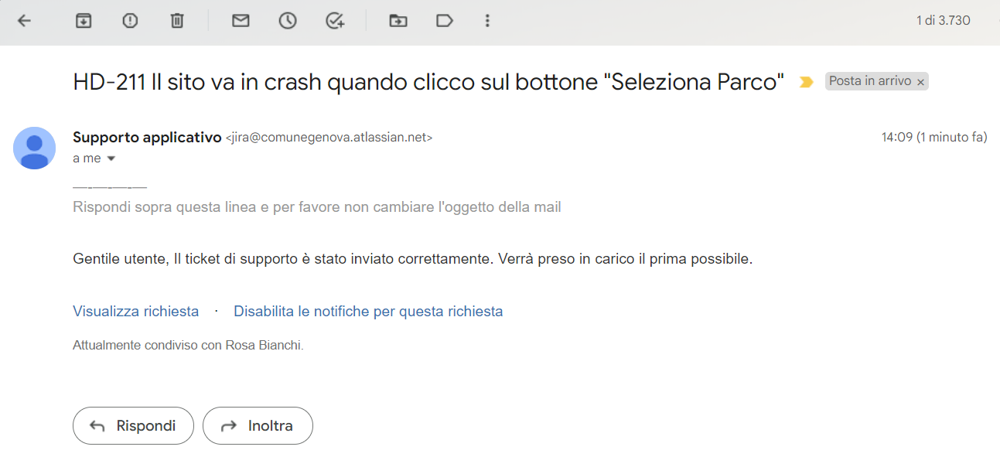 1 di 3.730
HD-211 Il sito va in crash quando clicco sul bottone "Seleziona Parco"
Posta in arrivo ×
Supporto applicativo <jira@comunegenova.atlassian.net>
14:09 (1 minuto fa)
a me
—-—-—-—
Rispondi sopra questa linea e per favore non cambiare l'oggetto della mail
Gentile utente, Il ticket di supporto è stato inviato correttamente. Verrà preso in carico il prima possibile.
Visualizza richiesta · Disabilita le notifiche per questa richiesta
Attualmente condiviso con Rosa Bianchi.
Rispondi
Inoltra